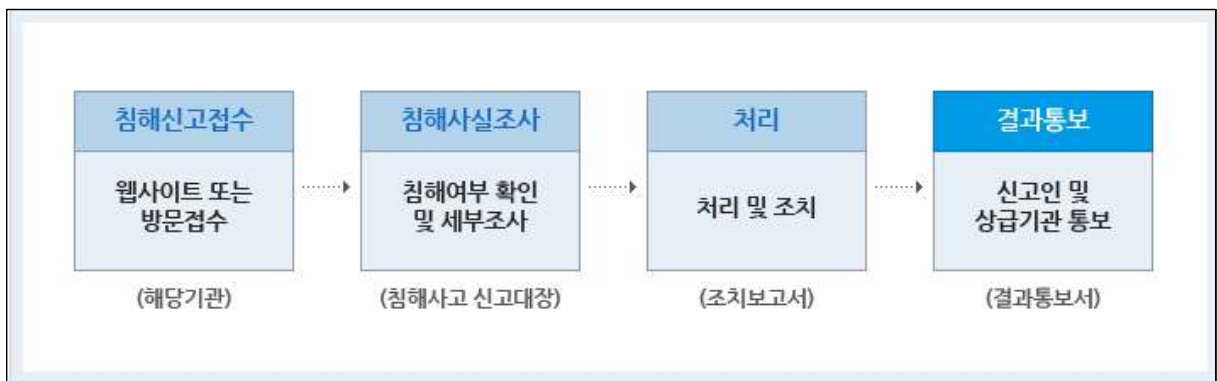 침해신고접수
웹사이트 또는
방문접수
(해당기관)
침해사실조사
침해여부 확인
및 세부조사
(침해사고 신고대장)
처리
처리 및 조치
(조치보고서)
결과통보
신고인 및
상급기관 통보
(결과통보서)